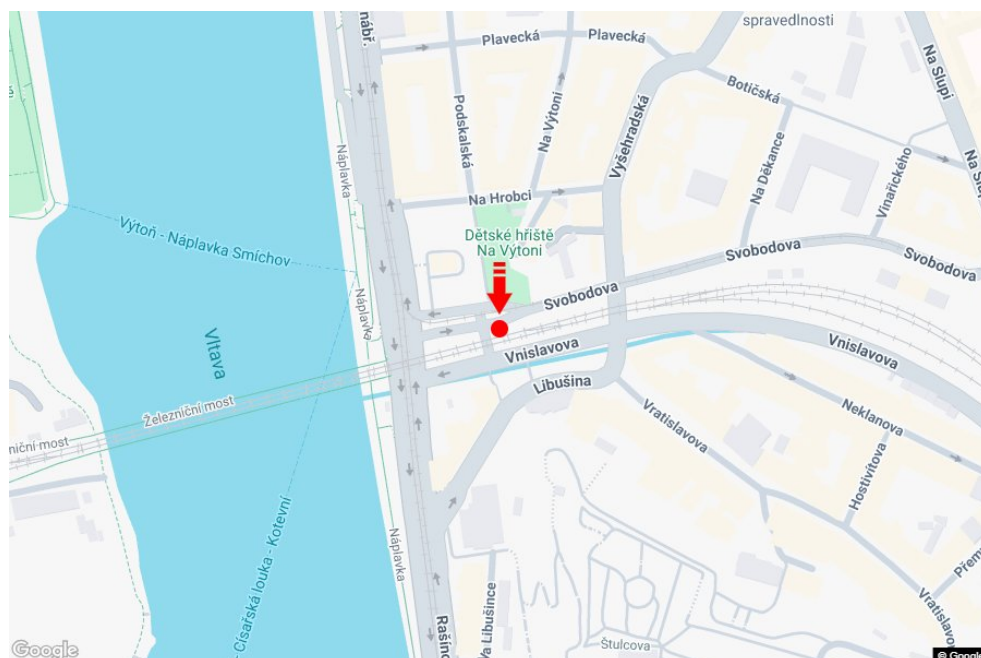 nábř.
spravedlnosti
Plavecká
Plavecká
Na Slupi
Botičská
Podskalská
Na Výtoni
Vyšehradská
Náplavka
Na Děkance
Vinařického
Na Hrobci
Výtoň - Náplavka Smíchov
Dětské hřiště
Na Výtoni
Svobodova
Svobodova
Svobodova
Náplavka
Vltava
Vnislavova
Vnislavova
Libušina
Železniční most
niční most
Vratislavova
Neklanova
Hostivítova
Císařská louka - Kotevní
Náplavka
Přem
Vratislavova
Rašíno
Na Libušince
Štulcova
Google
© Google